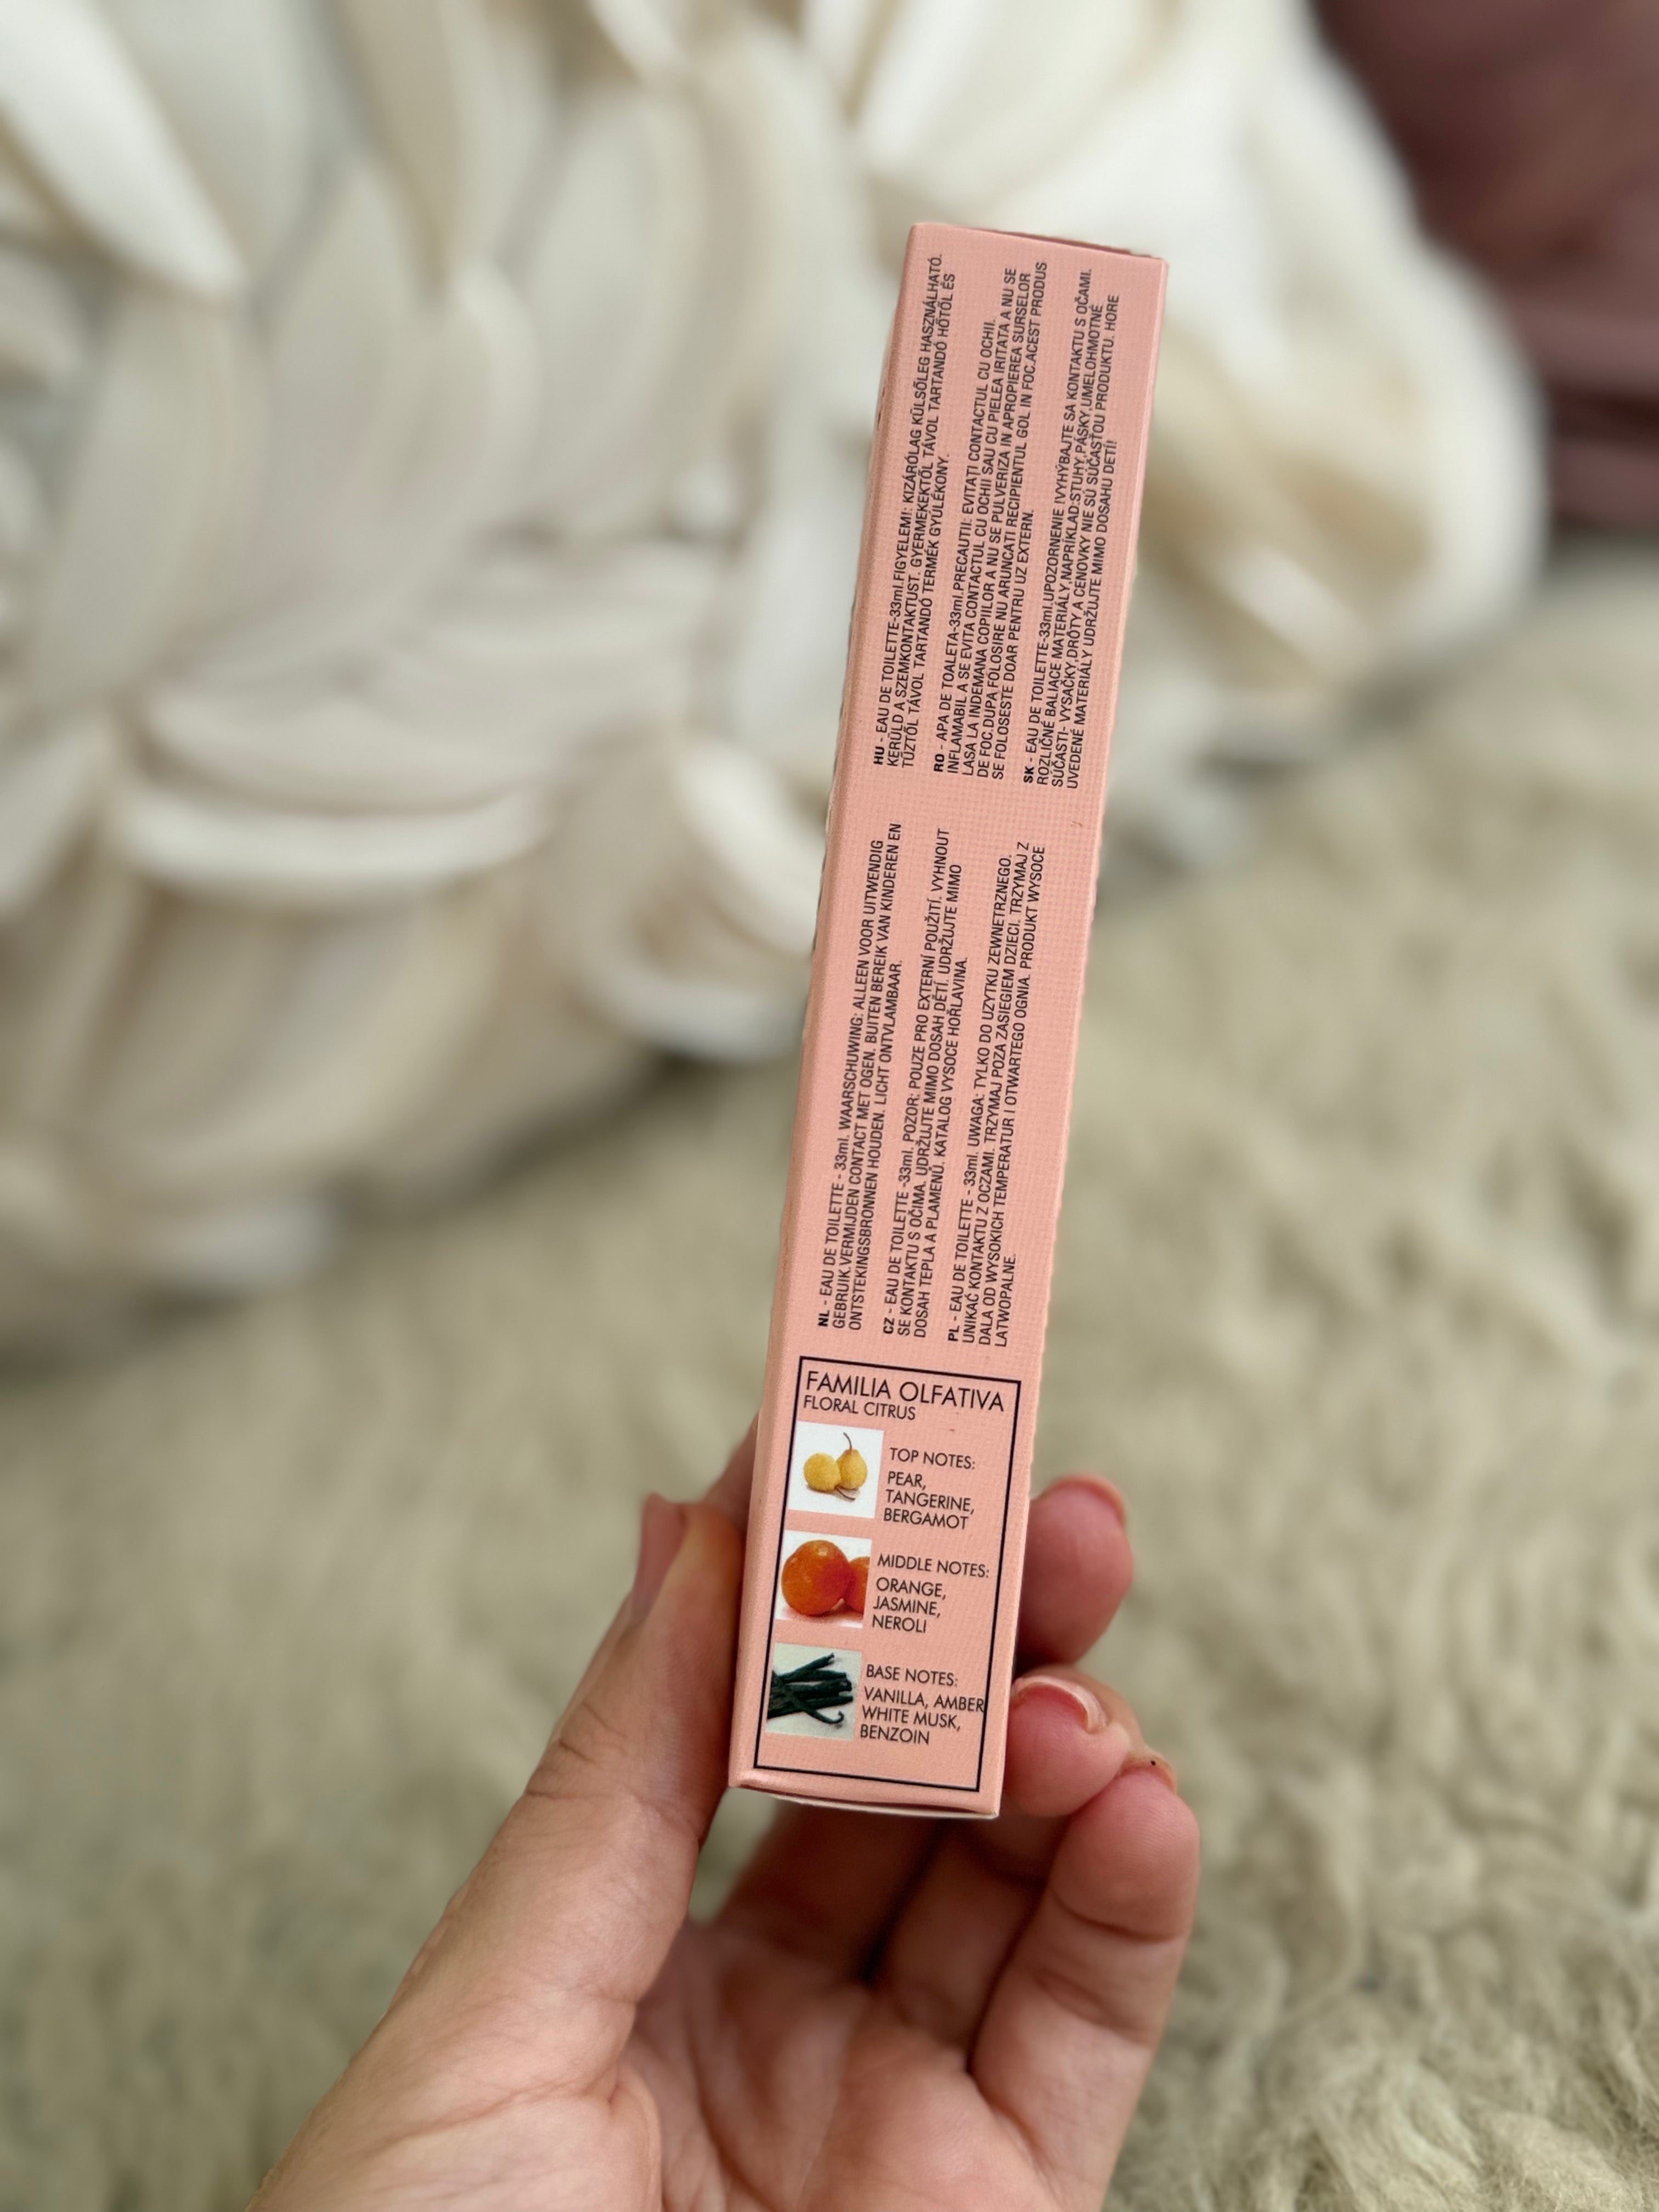 HU - EAU DE TOILETTE-33ml.FIGYELEM!: KIZÁRÓLAG KÜLSŐLEG HASZNÁLHATÓ.
KERÜLD A SZEMKONTAKTUST. GYERMEKEKTŐL TÁVOL TARTANDÓ HŐTŐL ÉS
TŰZTŐL TÁVOL TARTANDÓ TERMÉK GYÚLÉKONY.
RO - APA DE TOALETA-33ml.PRECAUTII: EVITATI CONTACTUL CU OCHII.
INFLAMABIL A SE EVITA CONTACTUL CU OCHII SAU CU PIELEA IRITATA A NU SE
LASA LA INDEMANA COPIILOR A NU SE PULVERIZA IN APROPIEREA SURSELOR
DE FOC.DUPA FOLOSIRE NU ARUNCATI RECIPIENTUL GOL IN FOC.ACEST PRODUS
SE FOLOSESTE DOAR PENTRU UZ EXTERN.
SK - EAU DE TOILETTE-33ml.UPOZORNENIE !VYHÝBAJTE SA KONTAKTU S OČAMI.
ROZLIČNÉ BALIACE MATERIÁLY,NAPRÍKLAD:STUHY,PÁSKY,UMELOHMOTNÉ
SÚČASTI- VYSAČKY,DRÔTY A CENOVKY NIE SÚ SÚČASŤOU PRODUKTU. HORE
UVEDENÉ MATERIÁLY UDRŽUJTE MIMO DOSAHU DETÍ!
NL - EAU DE TOILETTE - 33ml. WAARSCHUWING: ALLEEN VOOR UITWENDIG
GEBRUIK.VERMIJDEN CONTACT MET OGEN. BUITEN BEREIK VAN KINDEREN EN
ONTSTEKINGSBRONNEN HOUDEN. LICHT ONTVLAMBAAR.
CZ - EAU DE TOILETTE -33ml. POZOR: POUZE PRO EXTERNÍ POUŽITÍ. VYHNOUT
SE KONTAKTU S OČIMA. UDRŽUJTE MIMO DOSAH DĚTÍ. UDRŽUJTE MIMO
DOSAH TEPLA A PLAMENŮ. KATALOG VYSOCE HOŘLAVINA.
PL - EAU DE TOILETTE - 33ml. UWAGA: TYLKO DO UZYTKU ZEWNETRZNEGO.
UNIKAĆ KONTAKTU Z OCZAMI. TRZYMAJ POZA ZASIEGIEM DZIECI. TRZYMAJ Z
DALA OD WYSOKICH TEMPERATUR I OTWARTEGO OGNIA. PRODUKT WYSOCE
LATWOPALNE.
FAMILIA OLFATIVA
FLORAL CITRUS
TOP NOTES:
PEAR,
TANGERINE,
BERGAMOT
MIDDLE NOTES:
ORANGE,
JASMINE,
NEROLI
BASE NOTES:
VANILLA, AMBER
WHITE MUSK,
BENZOIN